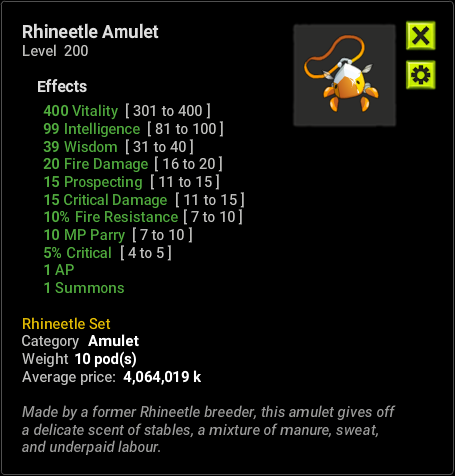 Rhineetle Amulet
Level 200
Effects
400 Vitality [ 301 to 400 ]
99 Intelligence [ 81 to 100 ]
39 Wisdom [ 31 to 40 ]
20 Fire Damage [ 16 to 20 ]
15 Prospecting [ 11 to 15 ]
15 Critical Damage [ 11 to 15 ]
10% Fire Resistance [ 7 to 10 ]
10 MP Parry [ 7 to 10 ]
5% Critical [ 4 to 5 ]
1 AP
1 Summons
Rhineetle Set
Category Amulet
Weight 10 pod(s)
Average price: 4,064,019 k
Made by a former Rhineetle breeder, this amulet gives off
a delicate scent of stables, a mixture of manure, sweat,
and underpaid labour.